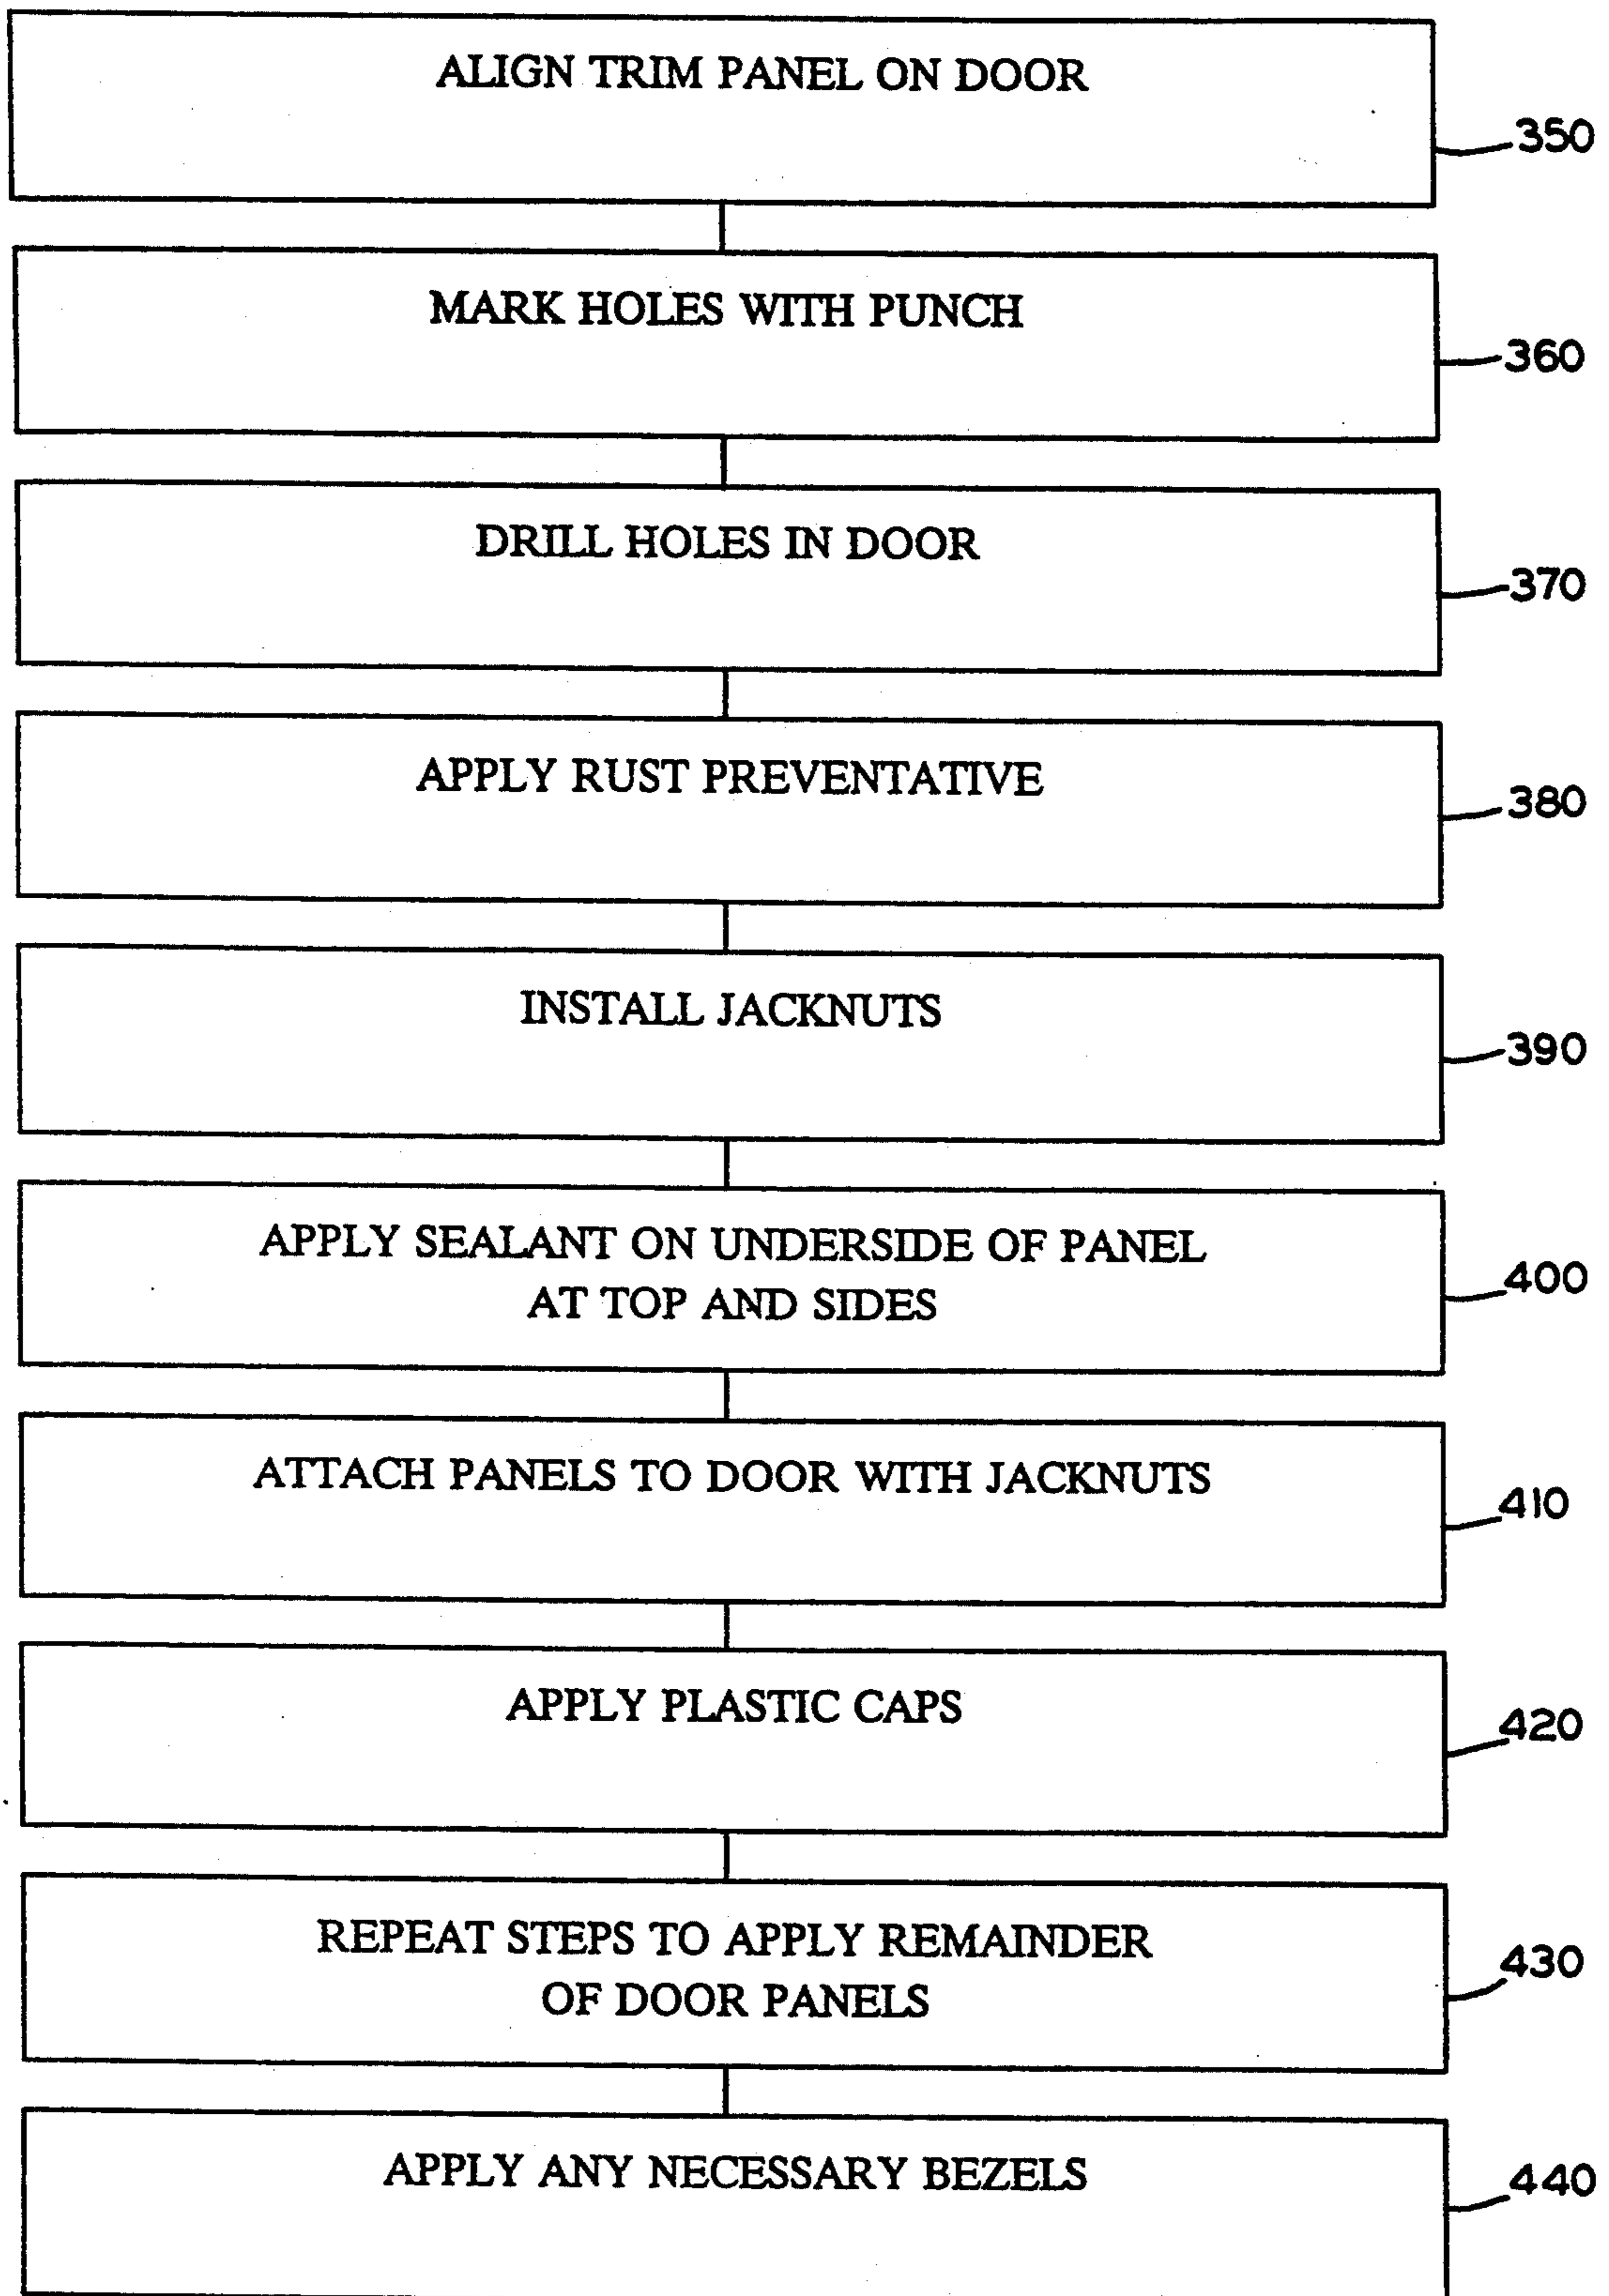 ALIGN TRIM PANEL ON DOOR
350
MARK HOLES WITH PUNCH
360
DRILL HOLES IN DOOR
370
APPLY RUST PREVENTATIVE
380
INSTALL JACKNUTS
390
APPLY SEALANT ON UNDERSIDE OF PANEL
AT TOP AND SIDES
400
ATTACH PANELS TO DOOR WITH JACKNUTS
410
APPLY PLASTIC CAPS
420
REPEAT STEPS TO APPLY REMAINDER
OF DOOR PANELS
430
APPLY ANY NECESSARY BEZELS
440